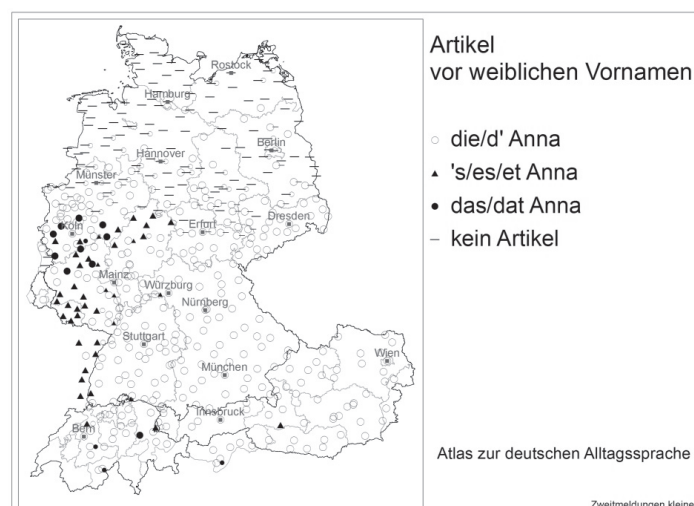 Artikel
vor weiblichen Vornamen
die/d' Anna
's/es/et Anna
das/dat Anna
kein Artikel
Rostock
Hamburg
Berlin
Hannover
Münster
Köln
Erfurt
Dresden
Mainz
Würzburg
Nürnberg
Stuttgart
München
Wien
Innsbruck
Bern
Atlas zur deutschen Alltagssprache
Zweitmeldungen kleine